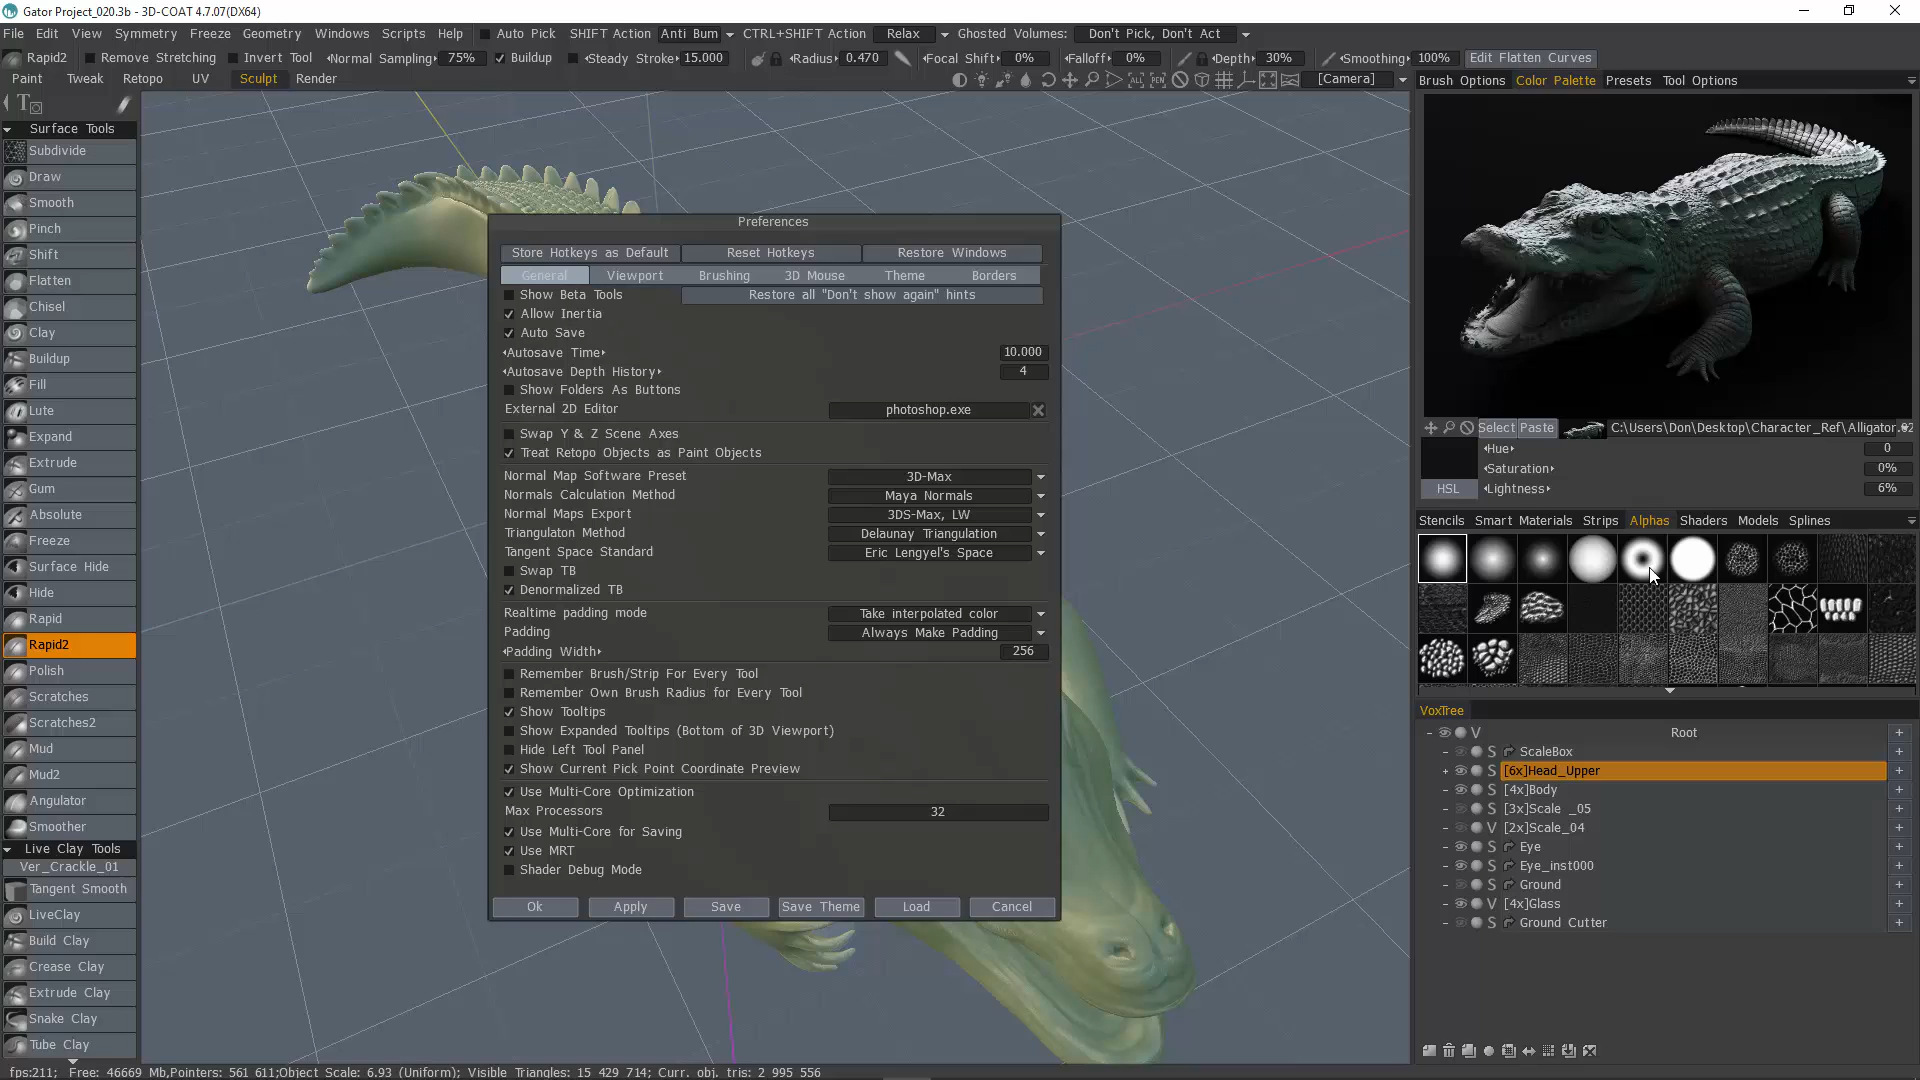 Gator Project_020.3b - 3D-COAT 4.7.07(DX64)
File Edit View Symmetry Freeze Geometry Windows Scripts Help Auto Pick SHIFT Action Anti Bum CTRL+SHIFT Action Relax Ghosted Volumes: Don't Pick, Don't Act
Rapid2 Remove Stretching Invert Tool Normal Sampling 75% Buildup Steady Stroke 15.000 Radius 0.470 Focal Shift 0% Falloff 0% Depth 30% Smoothing 100% Edit Flatten Curves
Paint Tweak Retopo UV Sculpt Render [Camera] Brush Options Color Palette Presets Tool Options
Surface Tools
Subdivide
Draw
Smooth
Pinch
Shift
Flatten
Chisel
Clay
Buildup
Fill
Lute
Expand
Extrude
Gum
Absolute
Freeze
Surface Hide
Hide
Rapid
Rapid2
Polish
Scratches
Scratches2
Mud
Mud2
Angulator
Smoother
Live Clay Tools
Ver_Crackle_01
Tangent Smooth
LiveClay
Build Clay
Crease Clay
Extrude Clay
Snake Clay
Tube Clay
Preferences
Store Hotkeys as Default Reset Hotkeys Restore Windows
General Viewport Brushing 3D Mouse Theme Borders
Show Beta Tools Restore all "Don't show again" hints
Allow Inertia
Auto Save
Autosave Time 10.000
Autosave Depth History 4
Show Folders As Buttons
External 2D Editor photoshop.exe
Swap Y & Z Scene Axes
Treat Retopo Objects as Paint Objects
Normal Map Software Preset 3D-Max
Normals Calculation Method Maya Normals
Normal Maps Export 3DS-Max, LW
Triangulaton Method Delaunay Triangulation
Tangent Space Standard Eric Lengyel's Space
Swap TB
Denormalized TB
Realtime padding mode Take interpolated color
Padding Always Make Padding
Padding Width 256
Remember Brush/Strip For Every Tool
Remember Own Brush Radius for Every Tool
Show Tooltips
Show Expanded Tooltips (Bottom of 3D Viewport)
Hide Left Tool Panel
Show Current Pick Point Coordinate Preview
Use Multi-Core Optimization
Max Processors 32
Use Multi-Core for Saving
Use MRT
Shader Debug Mode
Ok Apply Save Save Theme Load Cancel
Select Paste C:\Users\Don\Desktop\Character_Ref\Alligator
Hue 0
Saturation 0%
HSL Lightness 6%
Stencils Smart Materials Strips Alphas Shaders Models Splines
VoxTree
V Root +
S ScaleBox +
S [6x]Head_Upper +
S [4x]Body +
S [3x]Scale _05 +
V [2x]Scale_04 +
S Eye +
S Eye_inst000 +
S Ground +
V [4x]Glass +
S Ground Cutter +
fps:211; Free: 46669 Mb,Pointers: 561 611;Object Scale: 6.93 (Uniform); Visible Triangles: 15 429 714; Curr. obj. tris: 2 995 556